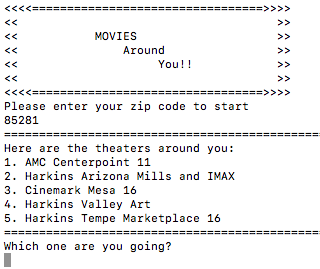 <<<<=================================>>>>
<<                                     >>
<<           MOVIES                    >>
<<               Around                >>
<<                    You!!            >>
<<                                     >>
<<<<=================================>>>>
Please enter your zip code to start
85281
=============================================
Here are the theaters around you:
1. AMC Centerpoint 11
2. Harkins Arizona Mills and IMAX
3. Cinemark Mesa 16
4. Harkins Valley Art
5. Harkins Tempe Marketplace 16
=============================================
Which one are you going?